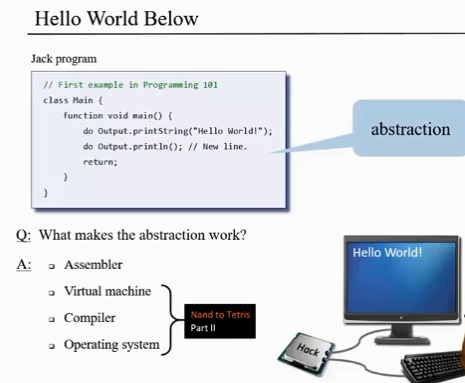 Hello World Below
Jack program
// First example in Programming 101
class Main {
function void main() {
do Output.printString("Hello World!");
do Output.println(); // New line.
return;
}
}
abstraction
Q: What makes the abstraction work?
A: Assembler
Virtual machine
Compiler
Operating system
Nand to Tetris
Part II
Hello World!
Hack